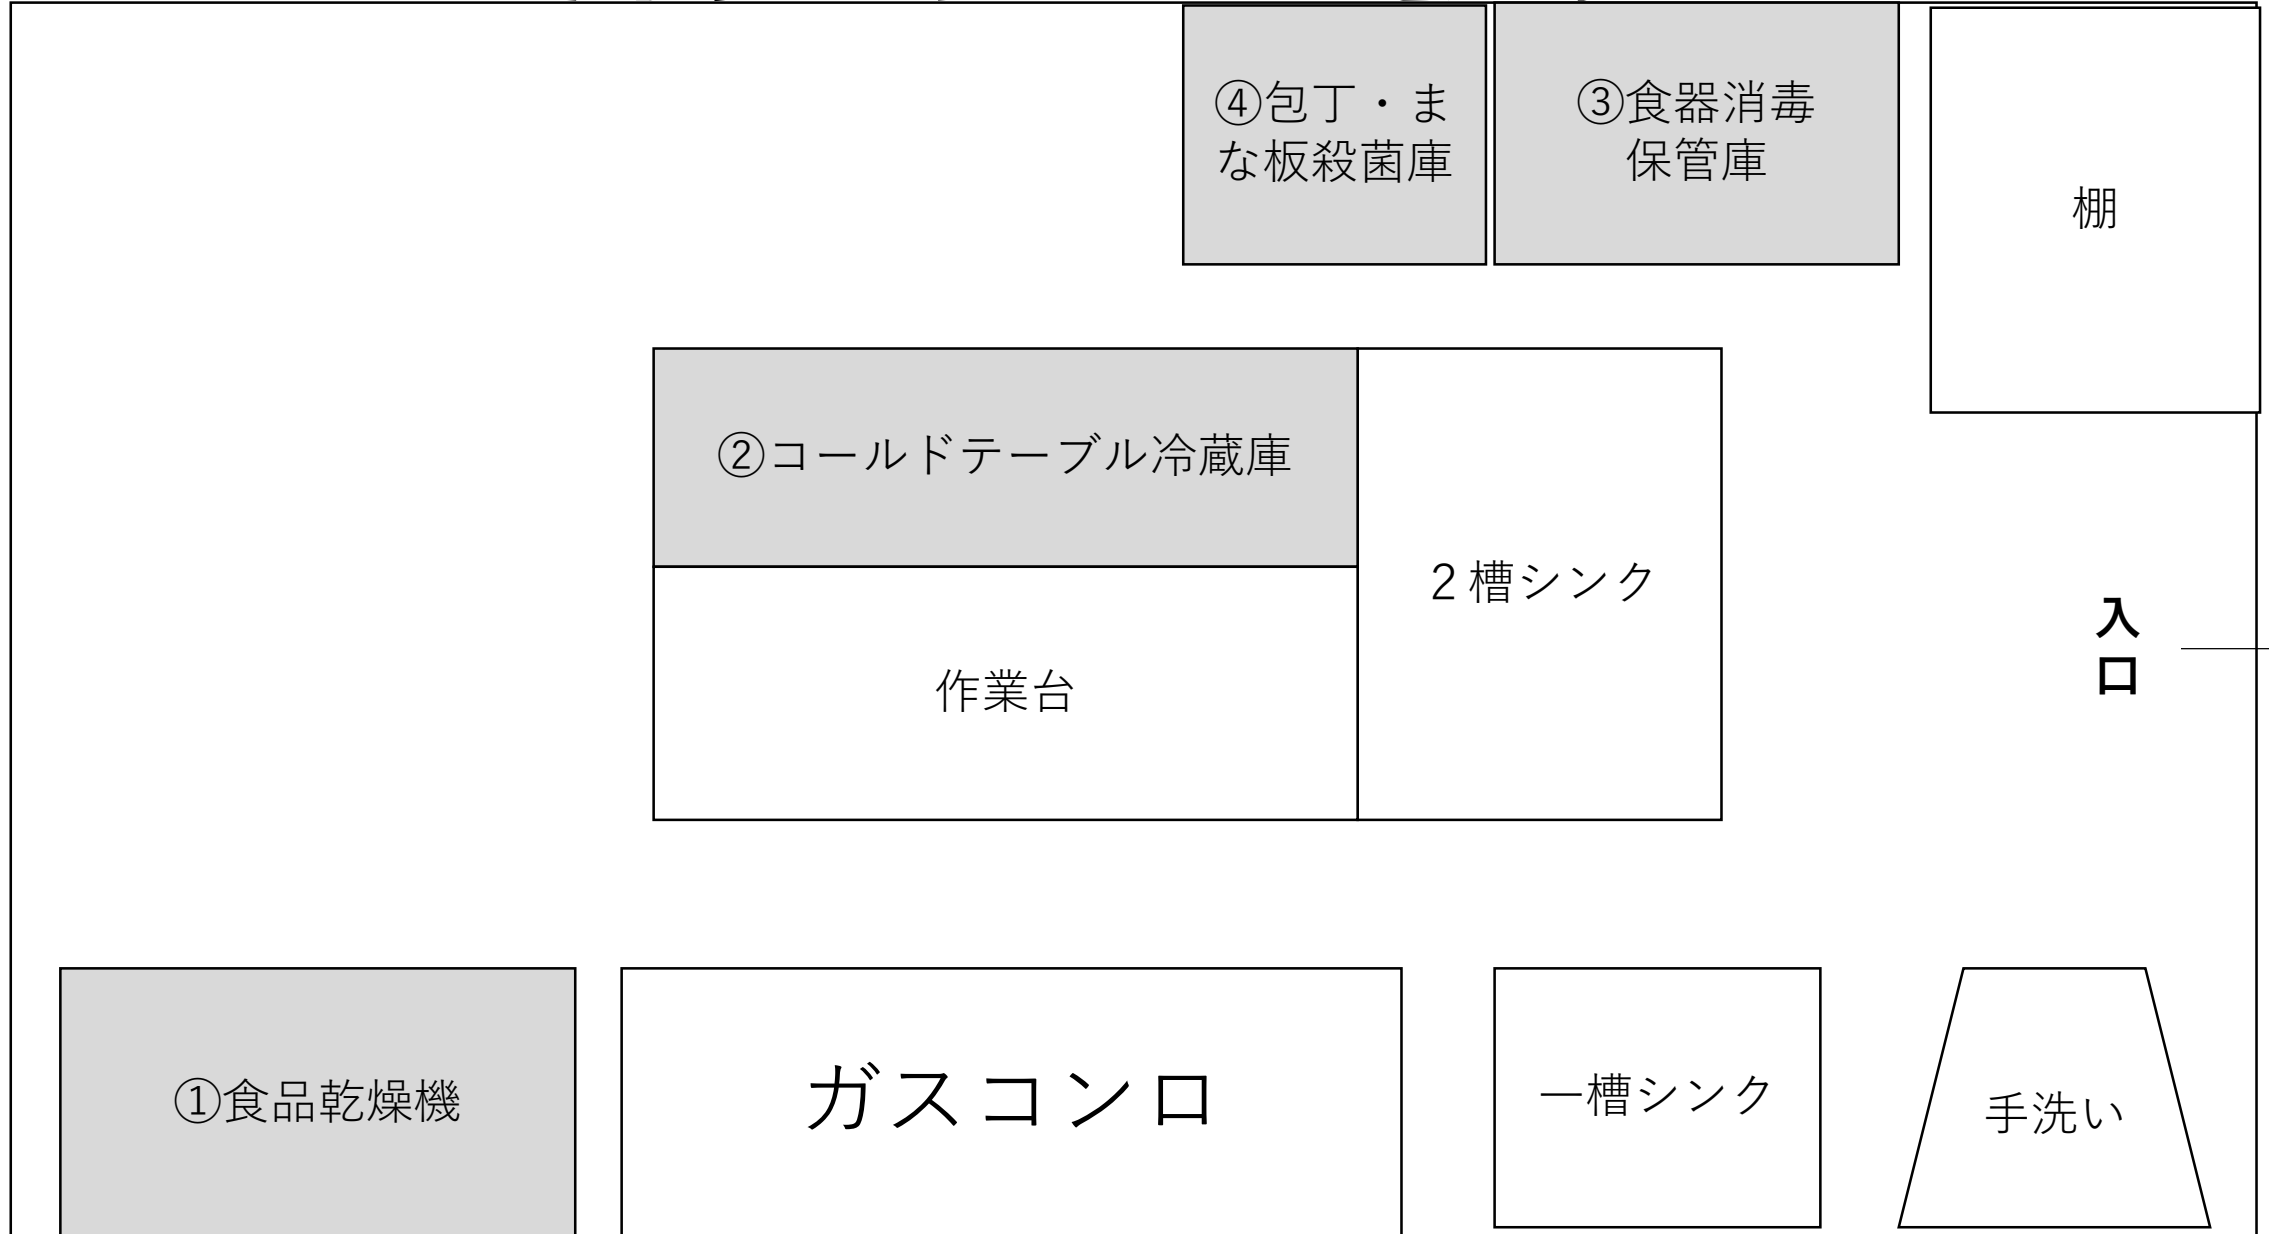 ④包丁・ま
な板殺菌庫
③食器消毒
保管庫
棚
②コールドテーブル冷蔵庫
２槽シンク
作業台
入
口
①食品乾燥機
ガスコンロ
一槽シンク
手洗い